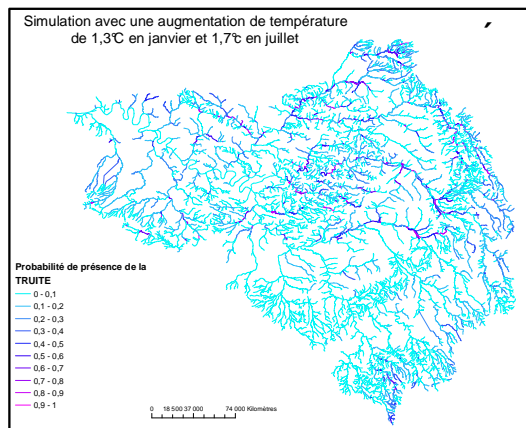 Simulation avec une augmentation de température
de 1,3℃ en janvier et 1,7℃ en juillet
Probabilité de présence de la
TRUITE
0 - 0,1
0,1 - 0,2
0,2 - 0,3
0,3 - 0,4
0,4 - 0,5
0,5 - 0,6
0,6 - 0,7
0,7 - 0,8
0,8 - 0,9
0,9 - 1
0 18 500 37 000 74 000 Kilomètres